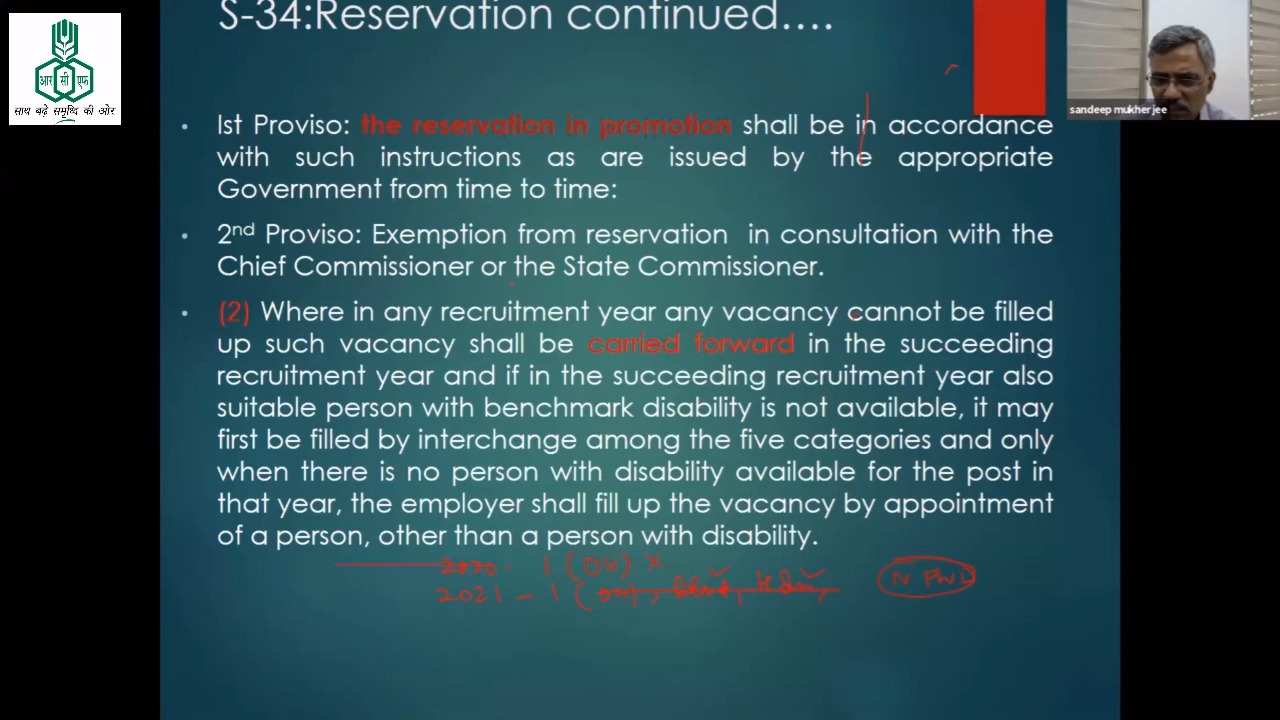 S-34:Reservation continued….
आर सी एफ
साथ बढ़े समृध्दि की ओर
sandeep mukherjee
• Ist Proviso: the reservation in promotion shall be in accordance
with such instructions as are issued by the appropriate
Government from time to time:
• 2nd Proviso: Exemption from reservation in consultation with the
Chief Commissioner or the State Commissioner.
• (2) Where in any recruitment year any vacancy cannot be filled
up such vacancy shall be carried forward in the succeeding
recruitment year and if in the succeeding recruitment year also
suitable person with benchmark disability is not available, it may
first be filled by interchange among the five categories and only
when there is no person with disability available for the post in
that year, the employer shall fill up the vacancy by appointment
of a person, other than a person with disability.
2020 - 1 (OH) X
2021 - 1 (OH), N PWD